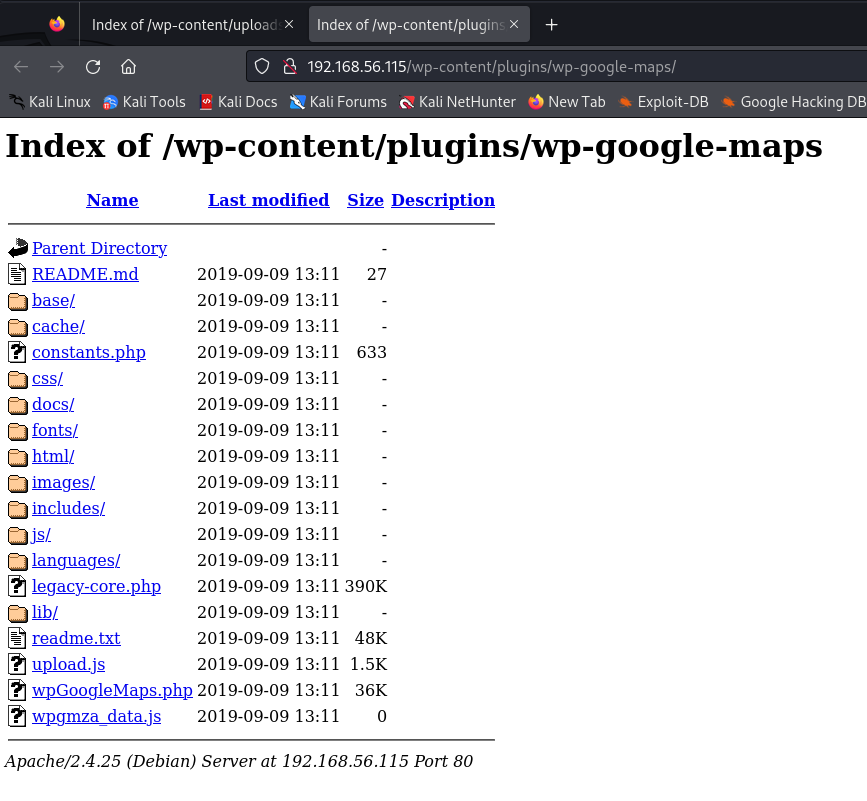 Index of /wp-content/upload
Index of /wp-content/plugins
192.168.56.115/wp-content/plugins/wp-google-maps/
Kali Linux Kali Tools Kali Docs Kali Forums Kali NetHunter New Tab Exploit-DB Google Hacking DB
Index of /wp-content/plugins/wp-google-maps
Name Last modified Size Description
Parent Directory -
README.md 2019-09-09 13:11 27
base/ 2019-09-09 13:11 -
cache/ 2019-09-09 13:11 -
constants.php 2019-09-09 13:11 633
css/ 2019-09-09 13:11 -
docs/ 2019-09-09 13:11 -
fonts/ 2019-09-09 13:11 -
html/ 2019-09-09 13:11 -
images/ 2019-09-09 13:11 -
includes/ 2019-09-09 13:11 -
js/ 2019-09-09 13:11 -
languages/ 2019-09-09 13:11 -
legacy-core.php 2019-09-09 13:11 390K
lib/ 2019-09-09 13:11 -
readme.txt 2019-09-09 13:11 48K
upload.js 2019-09-09 13:11 1.5K
wpGoogleMaps.php 2019-09-09 13:11 36K
wpgmza_data.js 2019-09-09 13:11 0
Apache/2.4.25 (Debian) Server at 192.168.56.115 Port 80